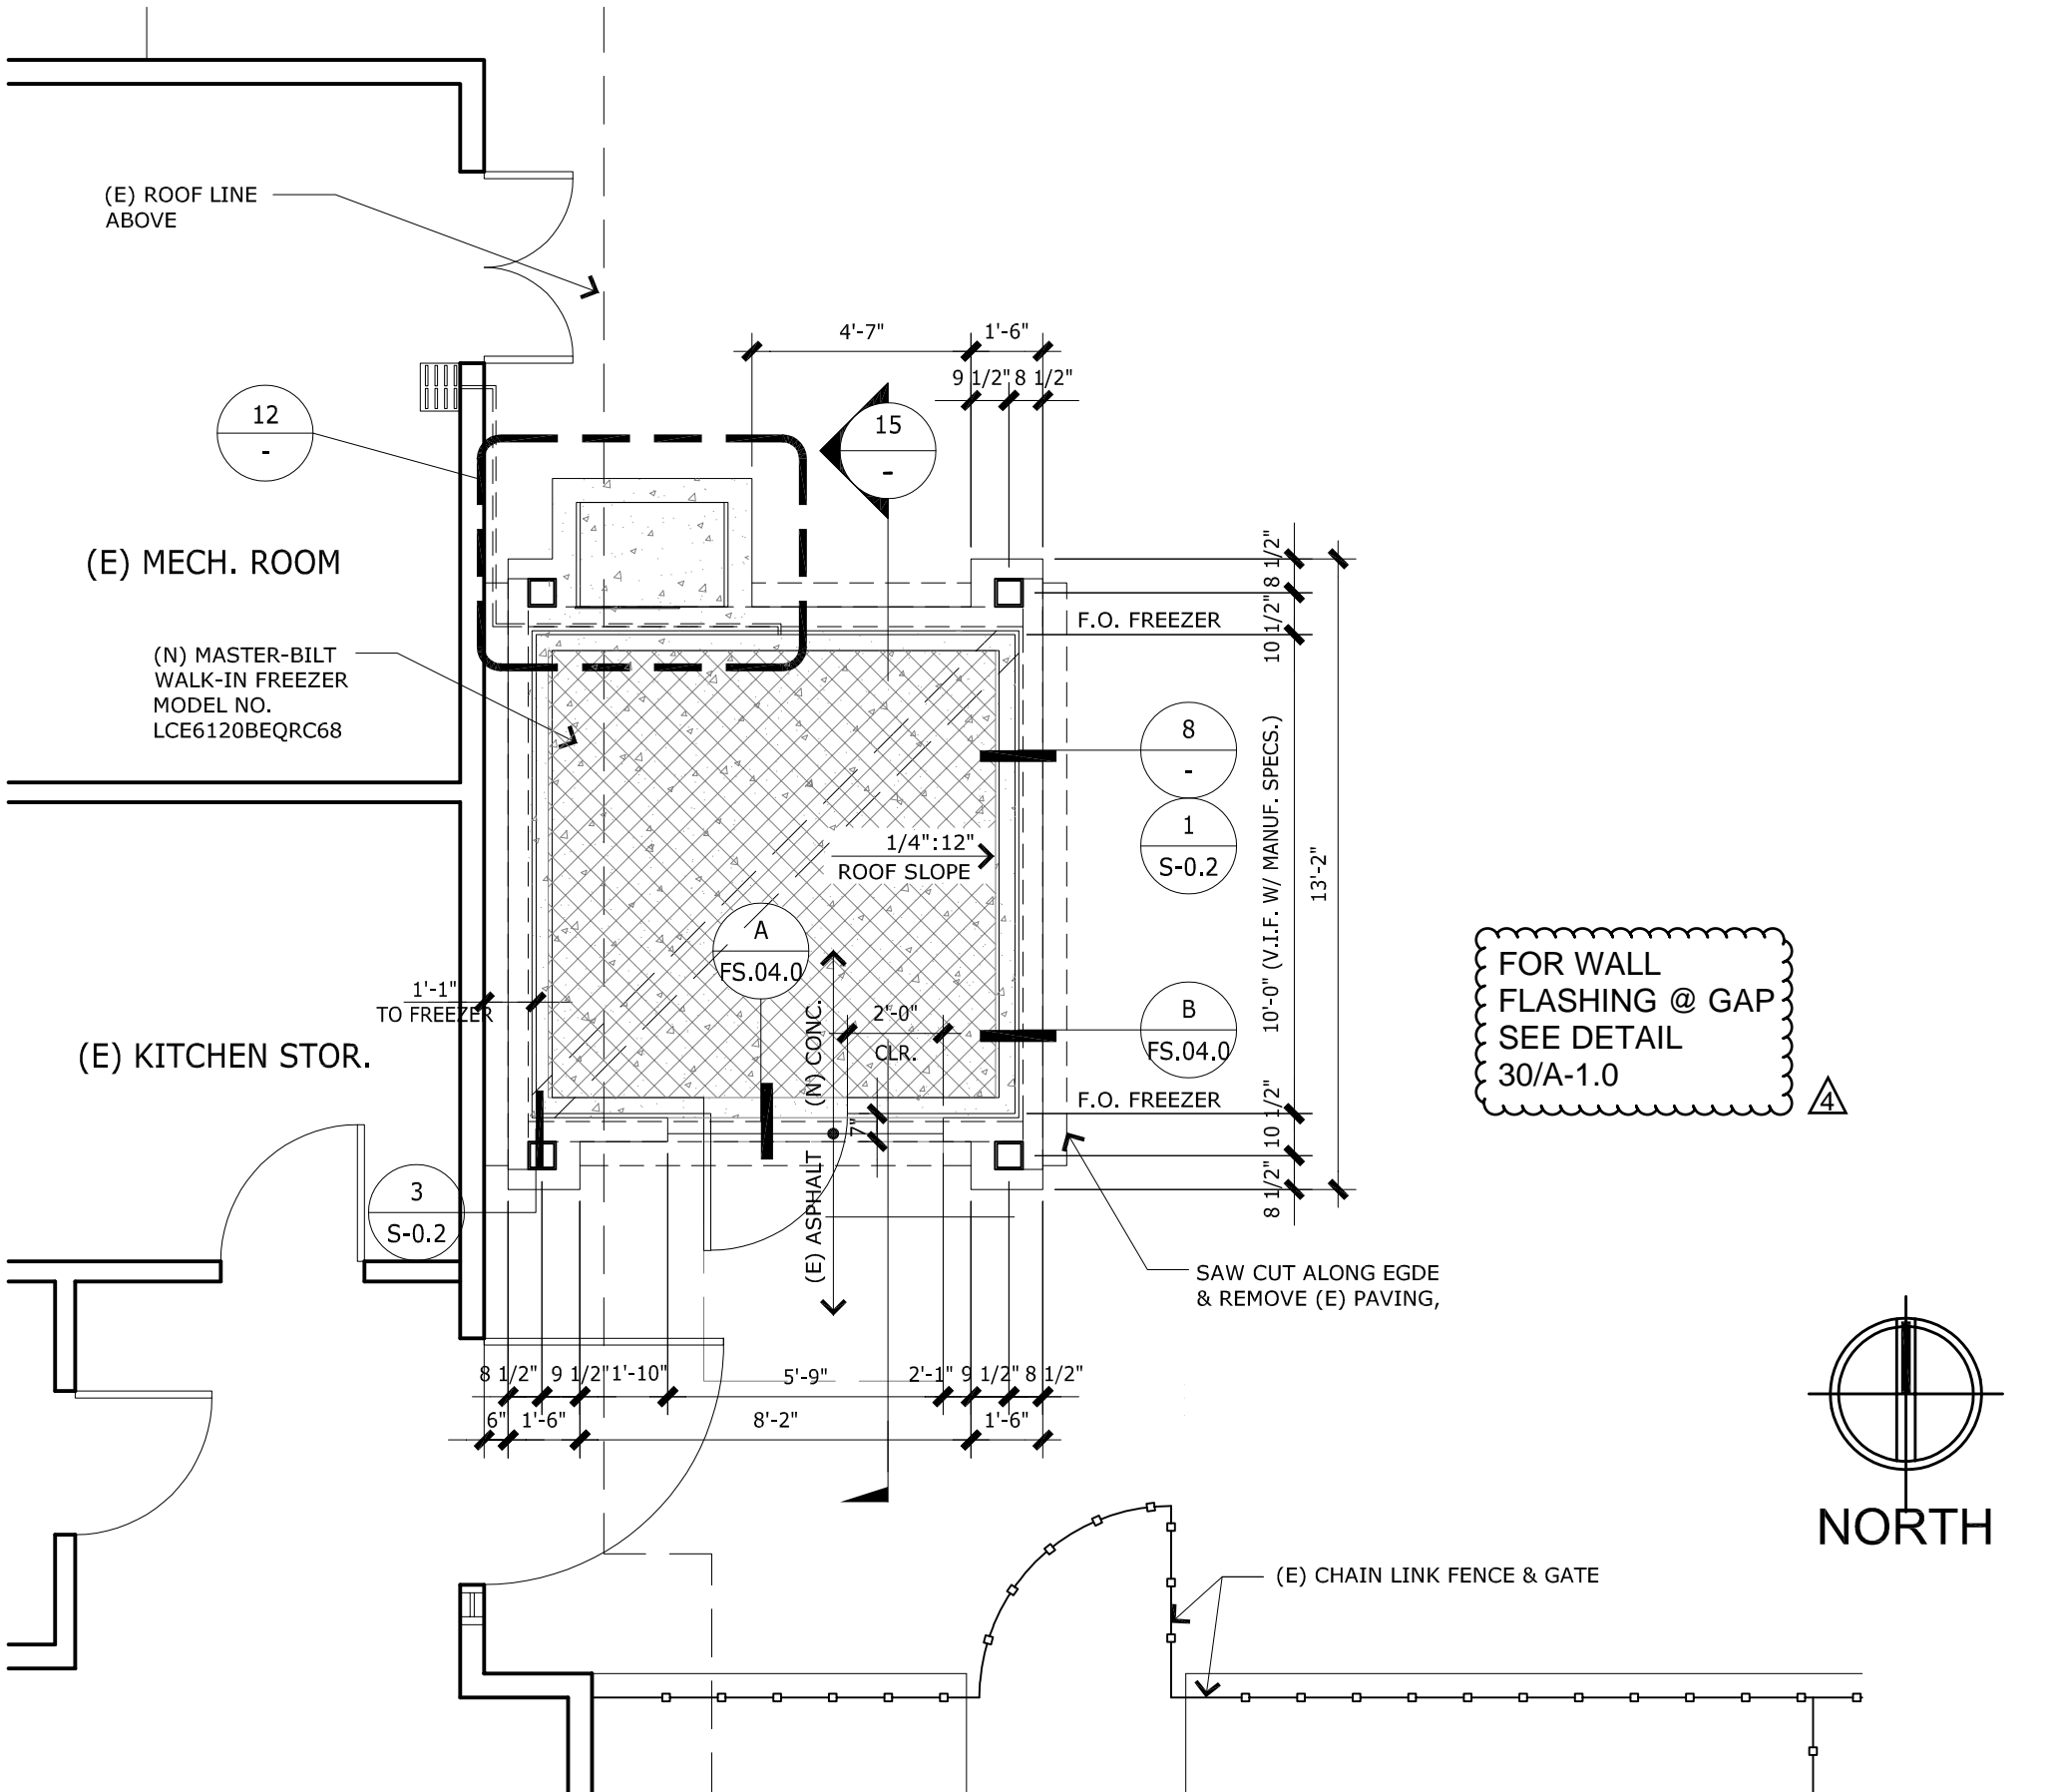 (E) ROOF LINE
ABOVE
4'-7"
1'-6"
9 1/2"
8 1/2"
12
-
15
-
(E) MECH. ROOM
8 1/2"
10 1/2"
F.O. FREEZER
(N) MASTER-BILT
WALK-IN FREEZER
MODEL NO.
LCE6120BEQRC68
8
-
1
S-0.2
1/4":12"
ROOF SLOPE
10'-0" (V.I.F. W/ MANUF. SPECS.)
13'-2"
A
FS.04.0
1'-1"
TO FREEZER
(N) CONC.
2'-0"
CLR.
B
FS.04.0
FOR WALL
FLASHING @ GAP
SEE DETAIL
30/A-1.0
4
(E) KITCHEN STOR.
F.O. FREEZER
7"
10 1/2"
8 1/2"
(E) ASPHALT
3
S-0.2
SAW CUT ALONG EGDE
& REMOVE (E) PAVING,
8 1/2"
9 1/2"
1'-10"
5'-9"
2'-1"
9 1/2"
8 1/2"
6"
1'-6"
8'-2"
1'-6"
NORTH
(E) CHAIN LINK FENCE & GATE